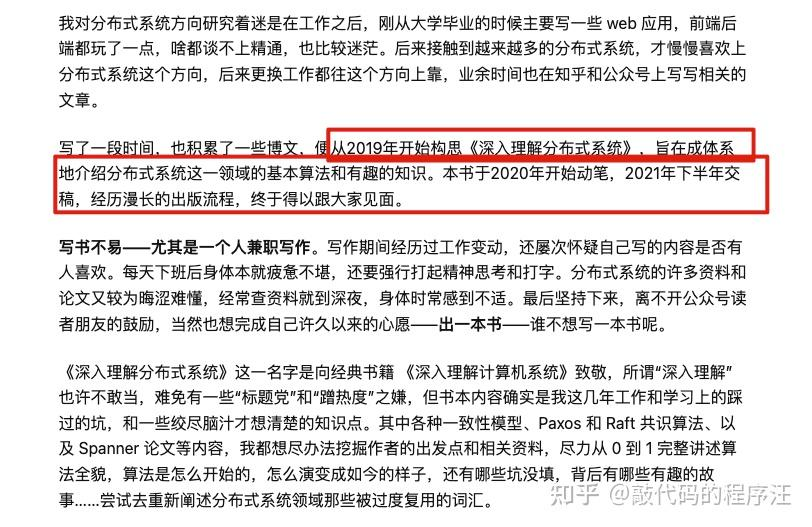 我对分布式系统方向研究着迷是在工作之后，刚从大学毕业的时候主要写一些 web 应用，前端后
端都玩了一点，啥都谈不上精通，也比较迷茫。后来接触到越来越多的分布式系统，才慢慢喜欢上
分布式系统这个方向，后来更换工作都往这个方向上靠，业余时间也在知乎和公众号上写写相关的
文章。
写了一段时间，也积累了一些博文，便从2019年开始构思《深入理解分布式系统》，旨在成体系
地介绍分布式系统这一领域的基本算法和有趣的知识。本书于2020年开始动笔，2021年下半年交
稿，经历漫长的出版流程，终于得以跟大家见面。
写书不易——尤其是一个人兼职写作。写作期间经历过工作变动，还屡次怀疑自己写的内容是否有
人喜欢。每天下班后身体本就疲惫不堪，还要强行打起精神思考和打字。分布式系统的许多资料和
论文又较为晦涩难懂，经常查资料就到深夜，身体时常感到不适。最后坚持下来，离不开公众号读
者朋友的鼓励，当然也想完成自己许久以来的心愿——出一本书——谁不想写一本书呢。
《深入理解分布式系统》这一名字是向经典书籍 《深入理解计算机系统》致敬，所谓“深入理解”
也许不敢当，难免有一些“标题党”和“蹭热度”之嫌，但书本内容确实是我这几年工作和学习上的踩
过的坑，和一些绞尽脑汁才想清楚的知识点。其中各种一致性模型、Paxos 和 Raft 共识算法、以
及 Spanner 论文等内容，我都想尽办法挖掘作者的出发点和相关资料，尽力从 0 到 1 完整讲述算
法全貌，算法是怎么开始的，怎么演变成如今的样子，还有哪些坑没填，背后有哪些有趣的故
事......尝试去重新阐述分布式系统领域那些被过度复用的词汇。
知乎 @敲代码的程序汪